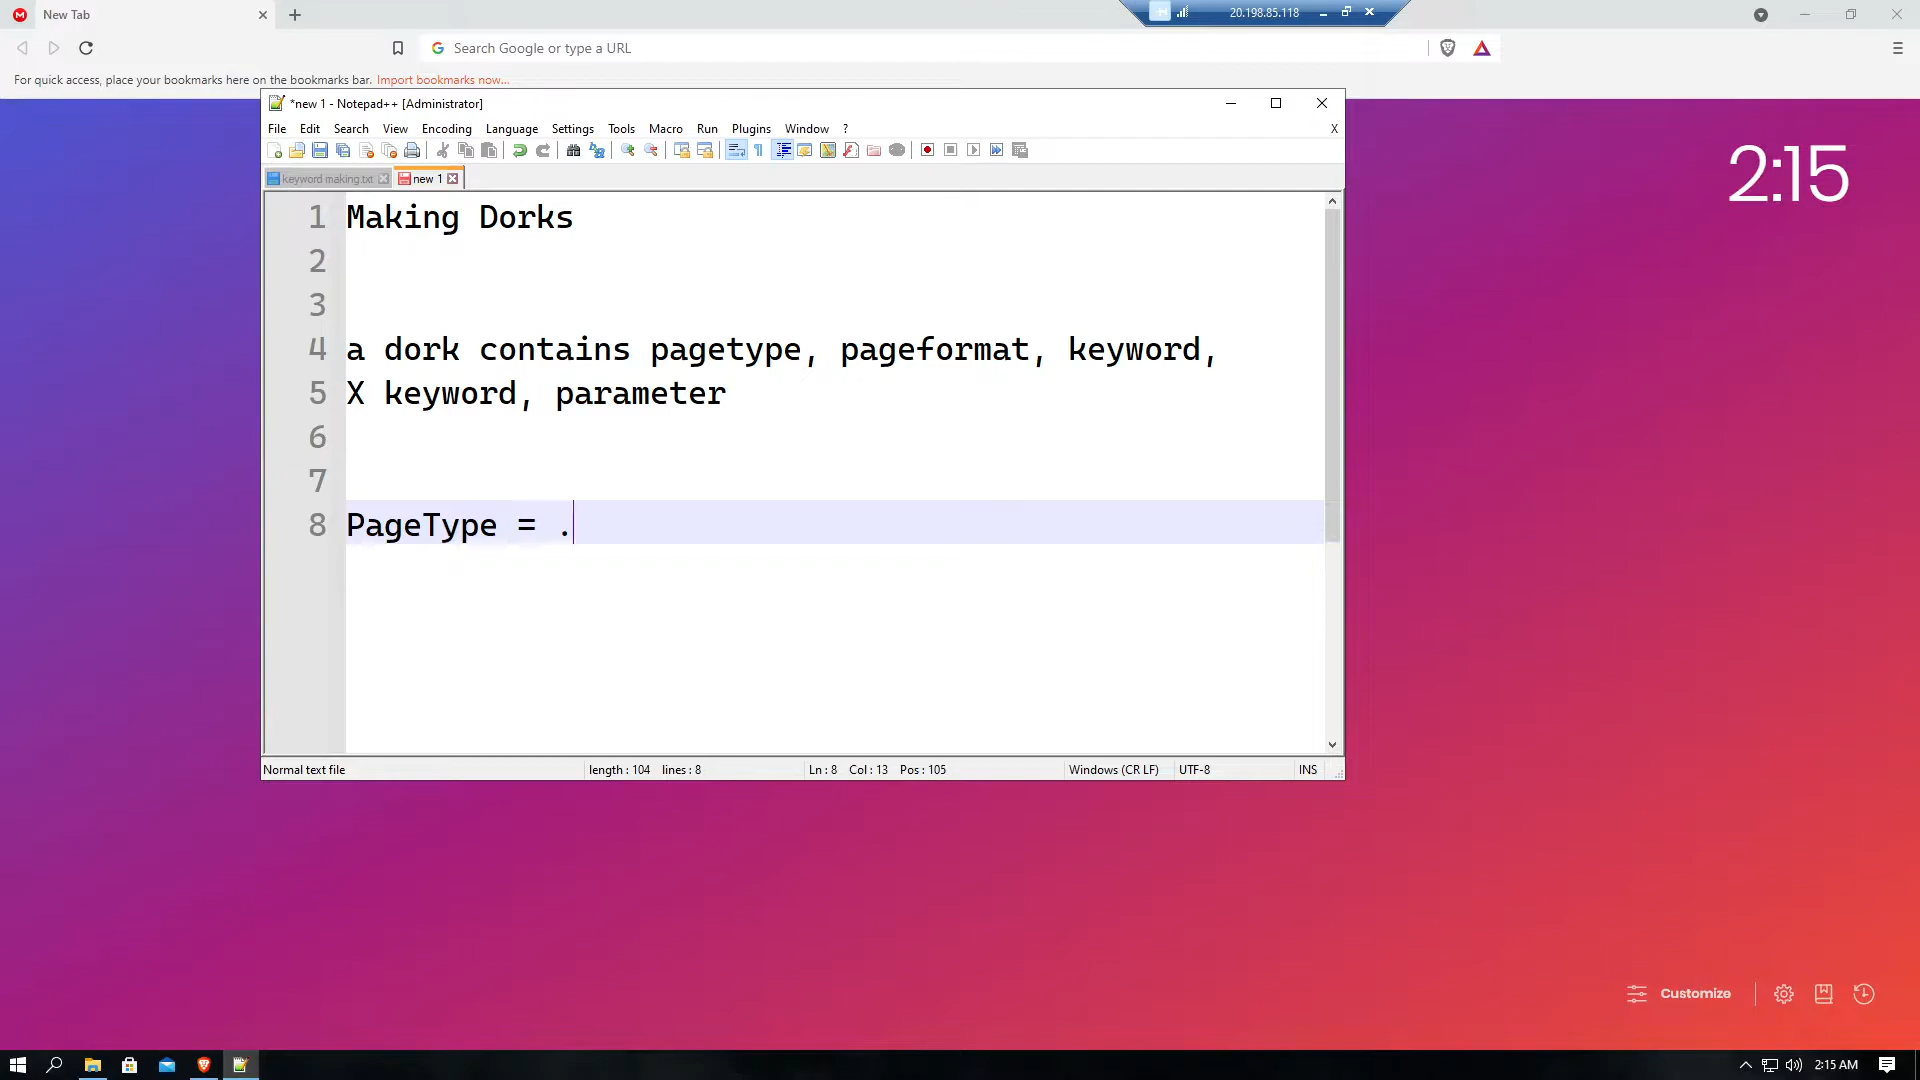 New Tab
20.198.85.118
Search Google or type a URL
For quick access, place your bookmarks here on the bookmarks bar. Import bookmarks now...
*new 1 - Notepad++ [Administrator]
File Edit Search View Encoding Language Settings Tools Macro Run Plugins Window ? X
keyword making.txt new 1
2:15
1 Making Dorks
2
3
4 a dork contains pagetype, pageformat, keyword,
5 X keyword, parameter
6
7
8 PageType = .
Normal text file length : 104 lines : 8 Ln : 8 Col : 13 Pos : 105 Windows (CR LF) UTF-8 INS
Customize
2:15 AM